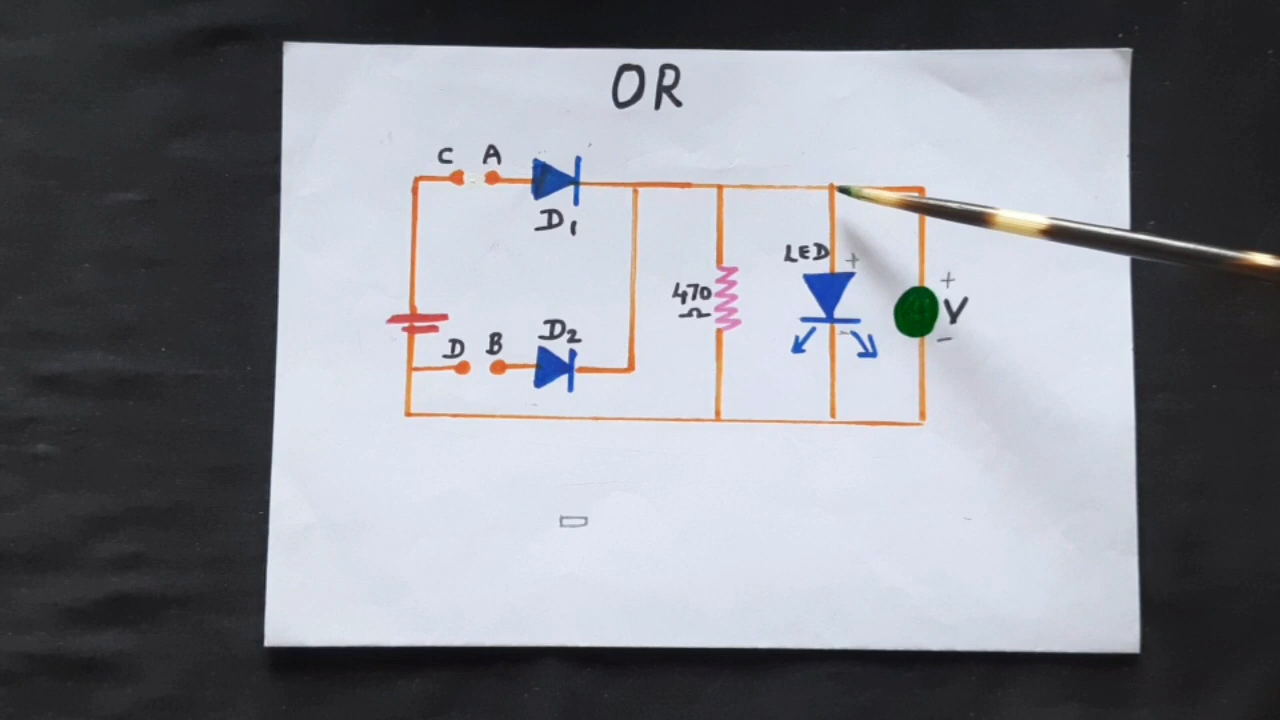 OR
C A
D1
LED +
470
Ω
+
V
-
D B D2
-